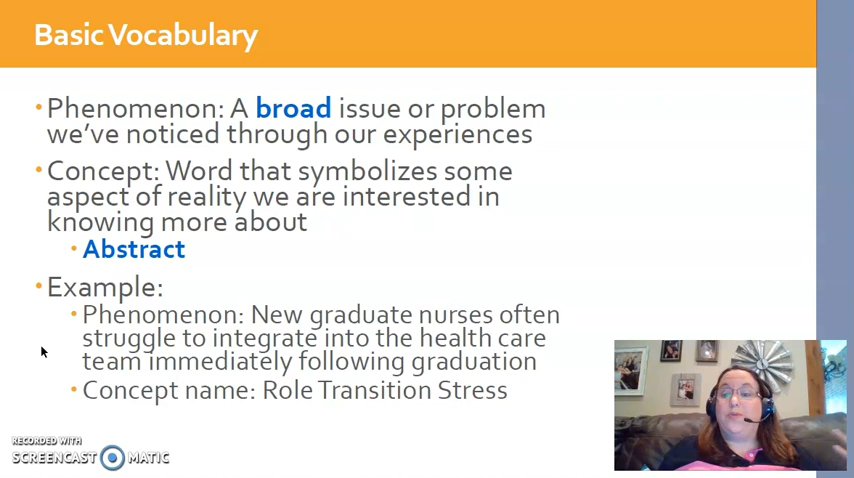 Basic Vocabulary
•Phenomenon: A broad issue or problem
we've noticed through our experiences
•Concept: Word that symbolizes some
aspect of reality we are interested in
knowing more about
•Abstract
•Example:
•Phenomenon: New graduate nurses often
struggle to integrate into the health care
team immediately following graduation
•Concept name: Role Transition Stress
RECORDED WITH
SCREENCAST MATIC